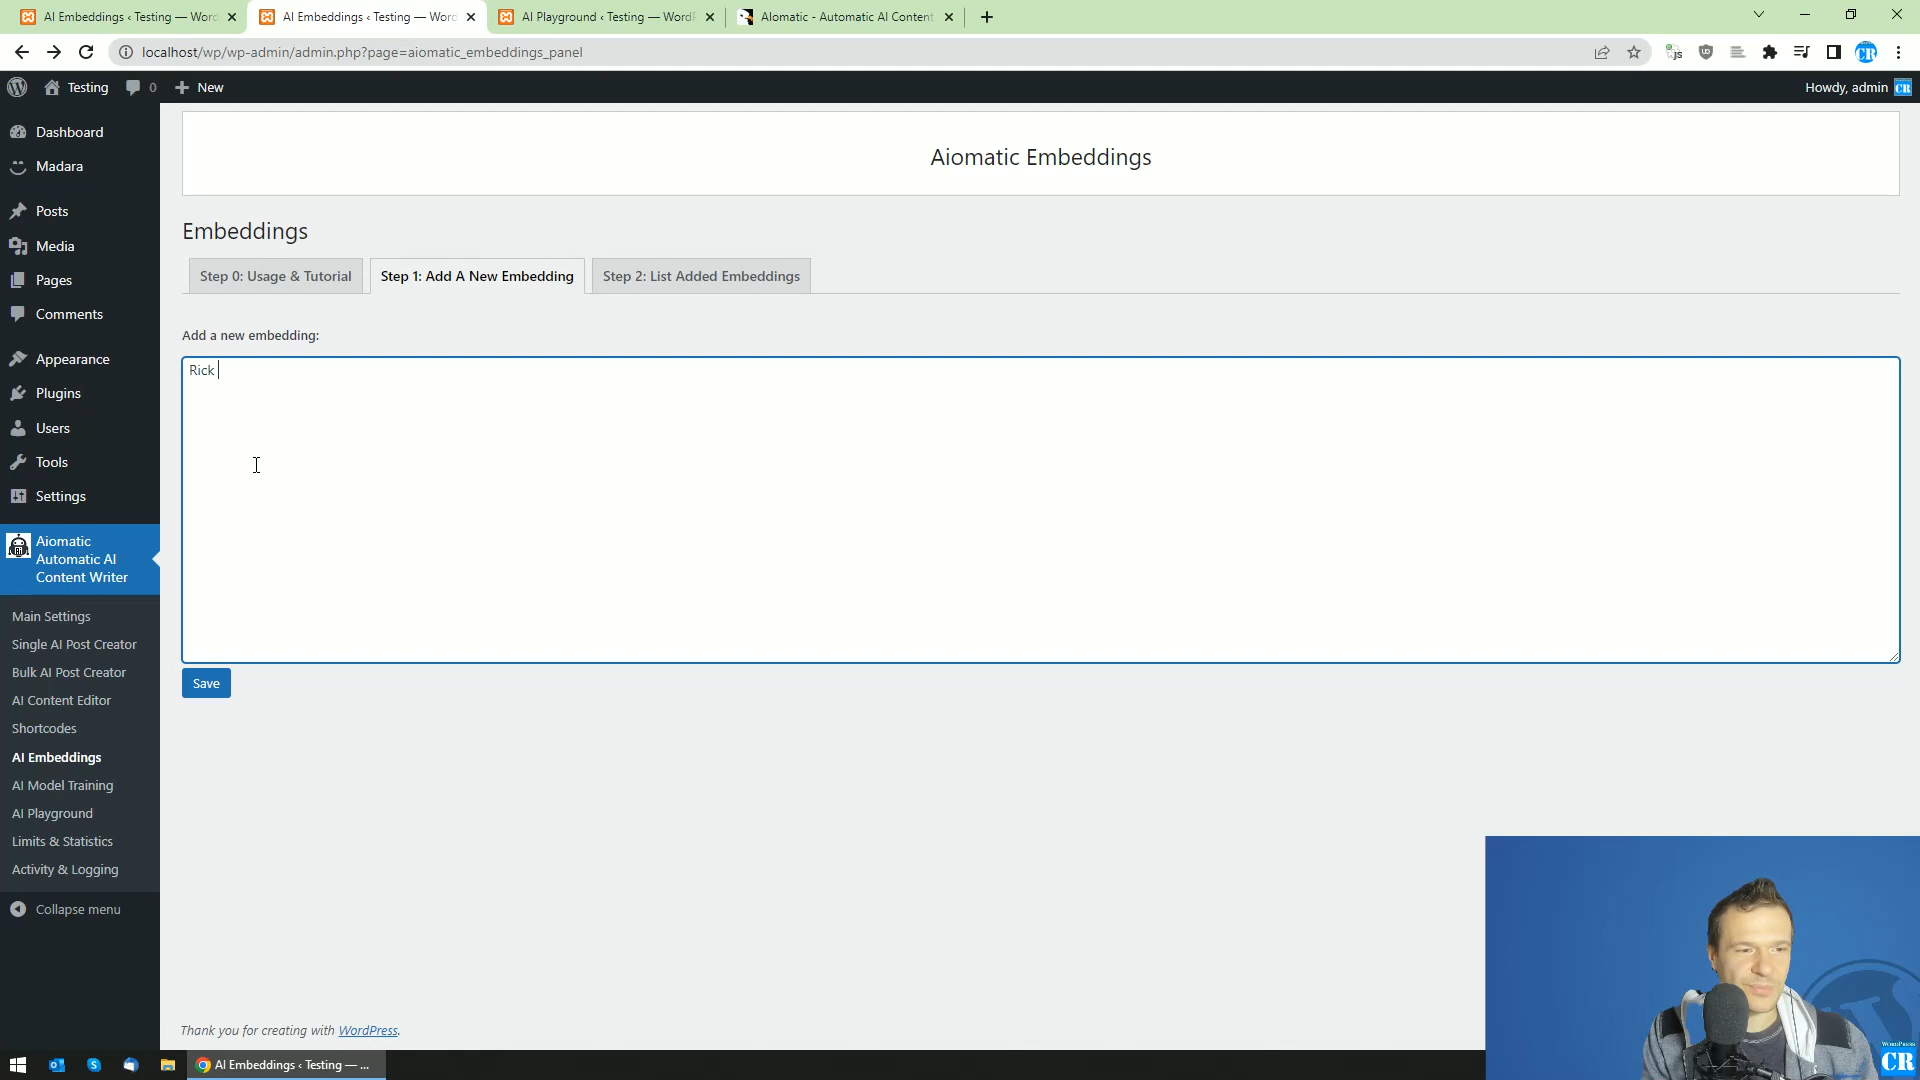 AI Embeddings ‹ Testing — Word
AI Embeddings ‹ Testing — Word
AI Playground ‹ Testing — WordP
AIomatic - Automatic AI Content
localhost/wp/wp-admin/admin.php?page=aiomatic_embeddings_panel
Testing
0
New
Howdy, admin
Dashboard
Madara
Posts
Media
Pages
Comments
Appearance
Plugins
Users
Tools
Settings
Aiomatic
Automatic AI
Content Writer
Main Settings
Single AI Post Creator
Bulk AI Post Creator
AI Content Editor
Shortcodes
AI Embeddings
AI Model Training
AI Playground
Limits & Statistics
Activity & Logging
Collapse menu
Aiomatic Embeddings
Embeddings
Step 0: Usage & Tutorial
Step 1: Add A New Embedding
Step 2: List Added Embeddings
Add a new embedding:
Rick
Save
Thank you for creating with WordPress.
AI Embeddings ‹ Testing — ...
WORDPRESS
CR